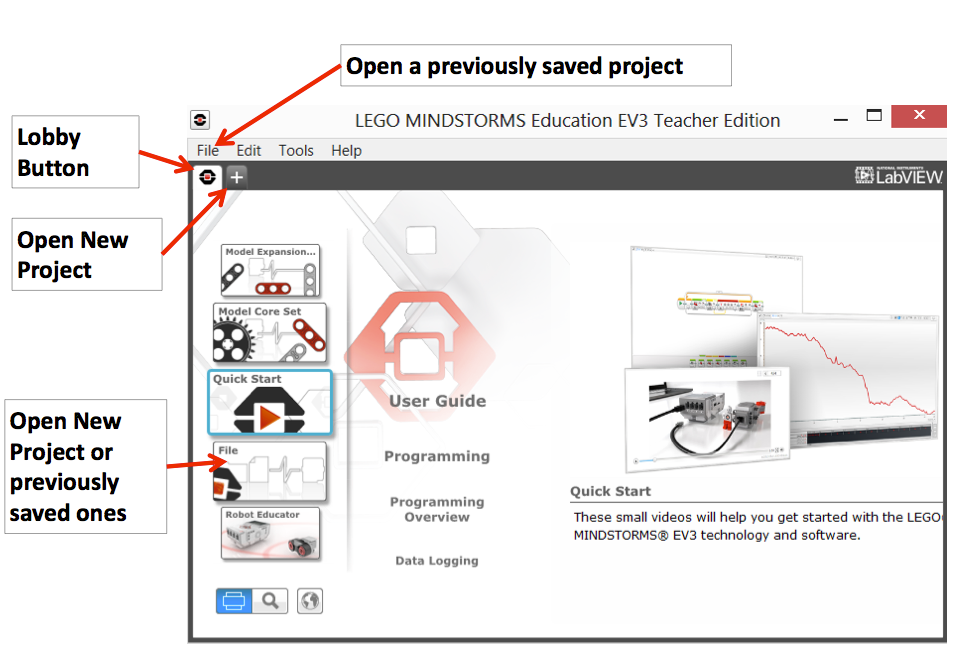 Open a previously saved project
Lobby
Button
LEGO MINDSTORMS Education EV3 Teacher Edition
File Edit Tools Help
NATIONAL INSTRUMENTS
LabVIEW
Open New
Project
Model Expansion...
Model Core Set
Quick Start
User Guide
Open New
Project or
previously
saved ones
File
Programming
Robot Educator
Programming
Overview
Data Logging
Quick Start
These small videos will help you get started with the LEGO
MINDSTORMS® EV3 technology and software.